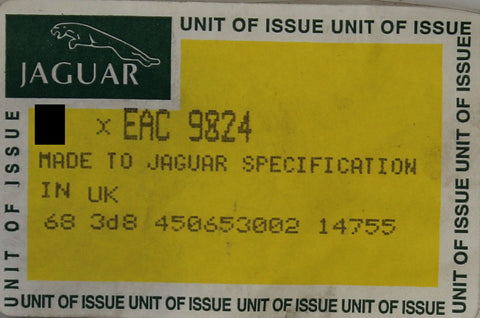 UNIT OF ISSUE UNIT OF ISSUE
JAGUAR
x EAC 9824
MADE TO JAGUAR SPECIFICATION
IN UK
68 3d8 450653002 14755
UNIT OF ISSUE
UNIT OF ISSUE UNIT OF ISSUE
UNIT OF ISSUE UNIT OF ISSUE UNIT OF ISSUE